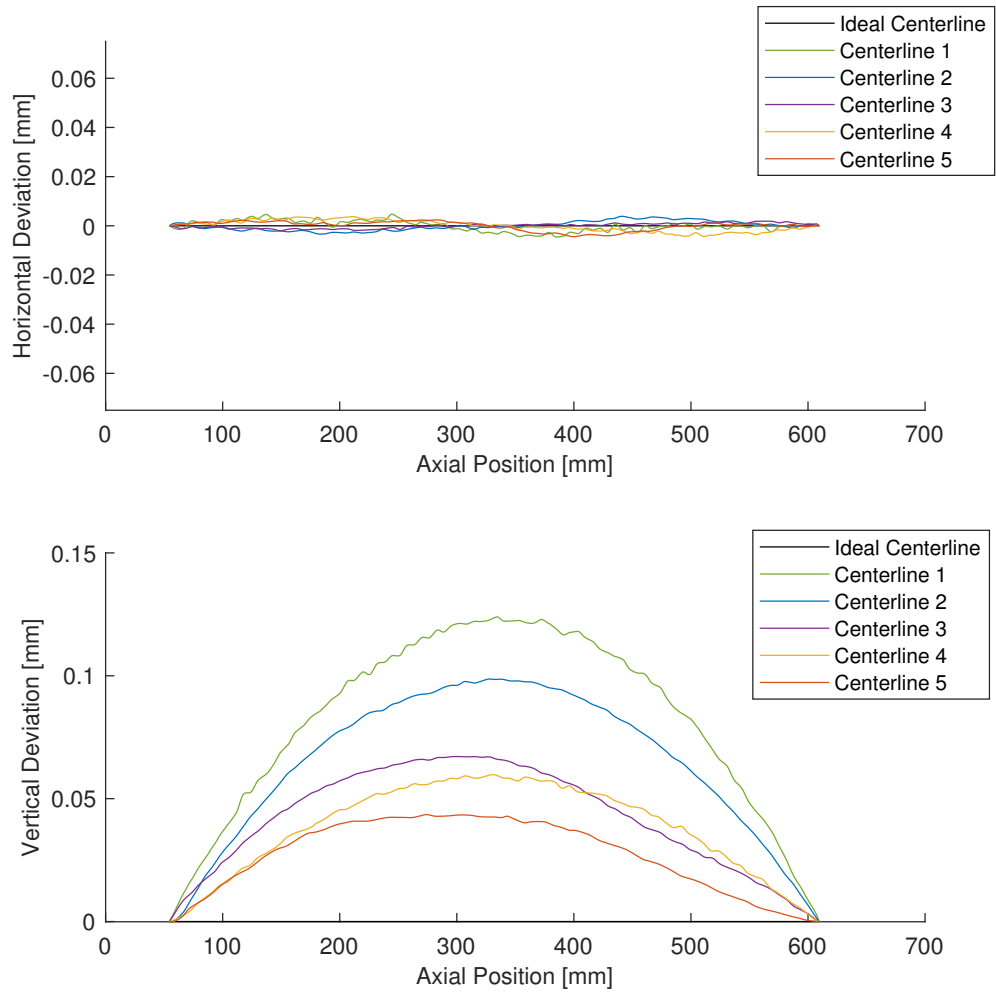 Ideal Centerline
Centerline 1
Centerline 2
Centerline 3
Centerline 4
Centerline 5
Horizontal Deviation [mm]
0.06
0.04
0.02
0
-0.02
-0.04
-0.06
0 100 200 300 400 500 600 700
Axial Position [mm]
Ideal Centerline
Centerline 1
Centerline 2
Centerline 3
Centerline 4
Centerline 5
Vertical Deviation [mm]
0.15
0.1
0.05
0
0 100 200 300 400 500 600 700
Axial Position [mm]